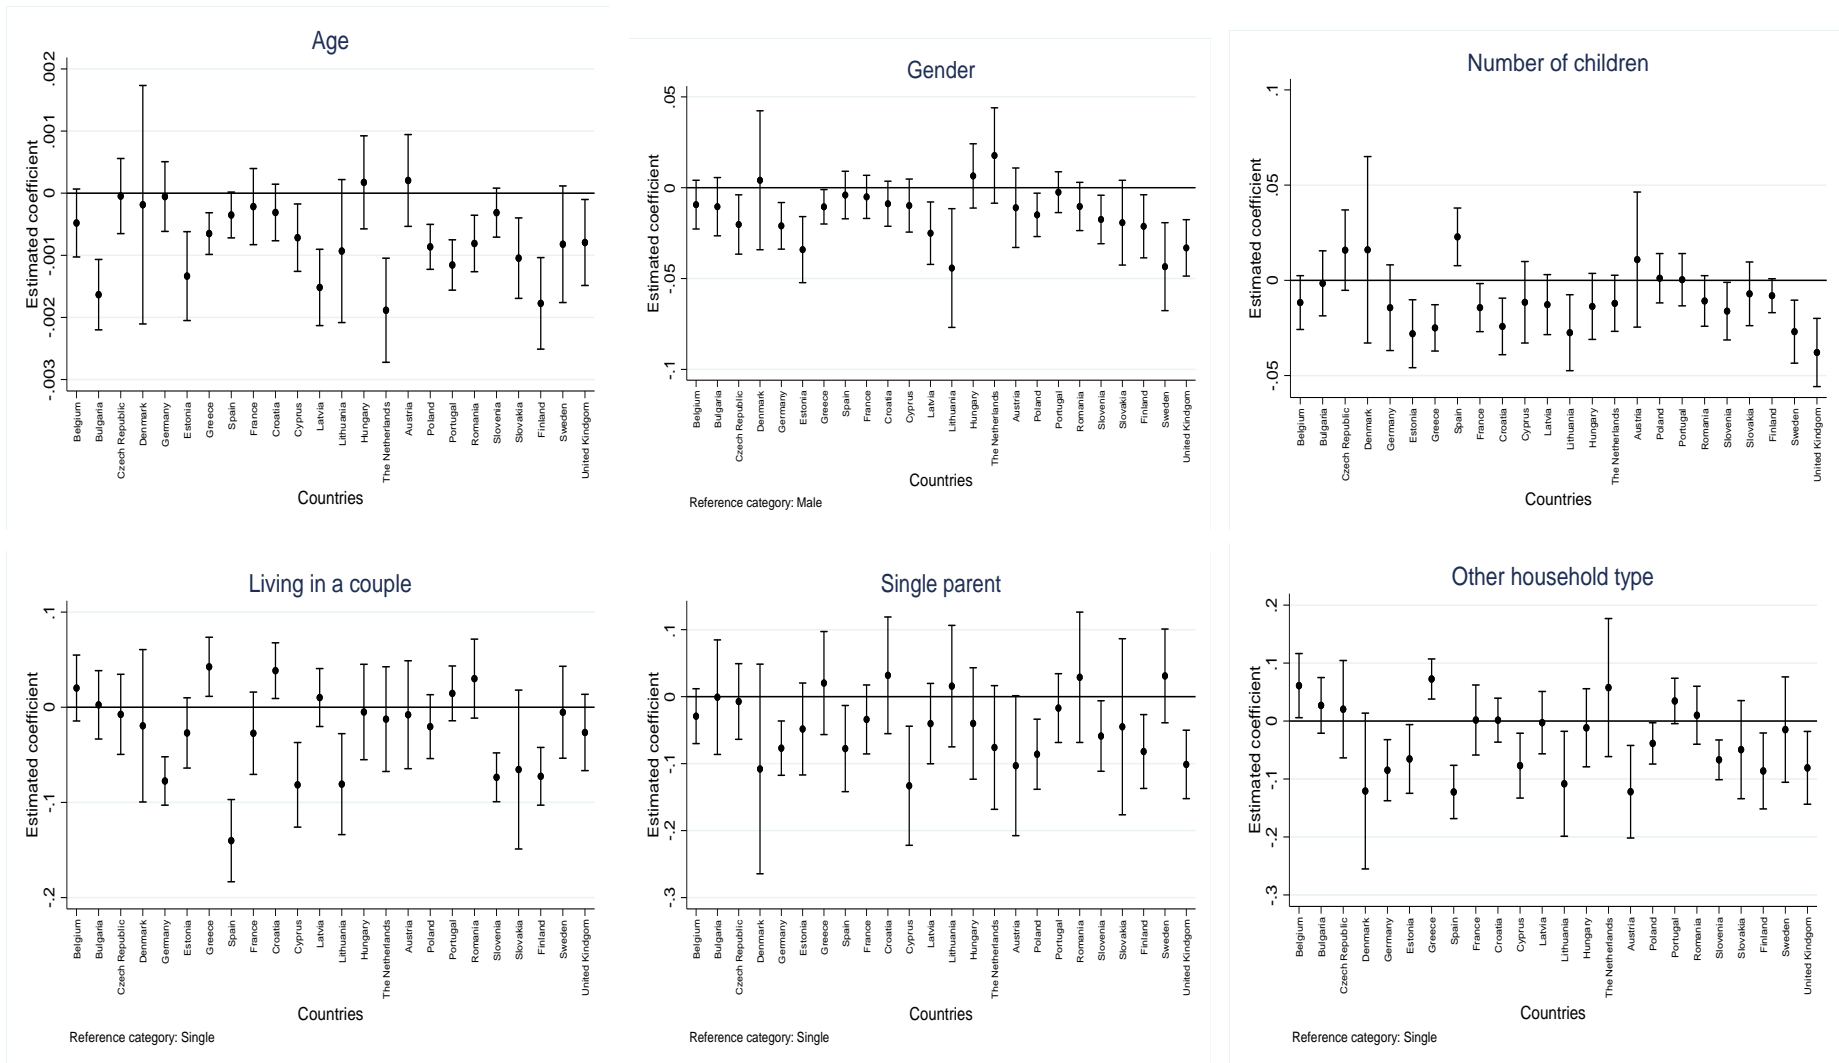 Age
Estimated coefficient
.002
.001
0
-.001
-.002
-.003
Belgium
Bulgaria
Czech Republic
Denmark
Germany
Estonia
Greece
Spain
France
Croatia
Cyprus
Latvia
Lithuania
Hungary
The Netherlands
Austria
Poland
Portugal
Romania
Slovenia
Slovakia
Finland
Sweden
United Kindgom
Countries
Gender
Estimated coefficient
.05
0
-.05
-.1
Belgium
Bulgaria
Czech Republic
Denmark
Germany
Estonia
Greece
Spain
France
Croatia
Cyprus
Latvia
Lithuania
Hungary
The Netherlands
Austria
Poland
Portugal
Romania
Slovenia
Slovakia
Finland
Sweden
United Kindgom
Countries
Reference category: Male
Number of children
Estimated coefficient
.1
.05
0
-.05
Belgium
Bulgaria
Czech Republic
Denmark
Germany
Estonia
Greece
Spain
France
Croatia
Cyprus
Latvia
Lithuania
Hungary
The Netherlands
Austria
Poland
Portugal
Romania
Slovenia
Slovakia
Finland
Sweden
United Kindgom
Countries
Living in a couple
Estimated coefficient
.1
0
-.1
-.2
Belgium
Bulgaria
Czech Republic
Denmark
Germany
Estonia
Greece
Spain
France
Croatia
Cyprus
Latvia
Lithuania
Hungary
The Netherlands
Austria
Poland
Portugal
Romania
Slovenia
Slovakia
Finland
Sweden
United Kindgom
Countries
Reference category: Single
Single parent
Estimated coefficient
.1
0
-.1
-.2
-.3
Belgium
Bulgaria
Czech Republic
Denmark
Germany
Estonia
Greece
Spain
France
Croatia
Cyprus
Latvia
Lithuania
Hungary
The Netherlands
Austria
Poland
Portugal
Romania
Slovenia
Slovakia
Finland
Sweden
United Kindgom
Countries
Reference category: Single
Other household type
Estimated coefficient
.2
.1
0
-.1
-.2
-.3
Belgium
Bulgaria
Czech Republic
Denmark
Germany
Estonia
Greece
Spain
France
Croatia
Cyprus
Latvia
Lithuania
Hungary
The Netherlands
Austria
Poland
Portugal
Romania
Slovenia
Slovakia
Finland
Sweden
United Kindgom
Countries
Reference category: Single